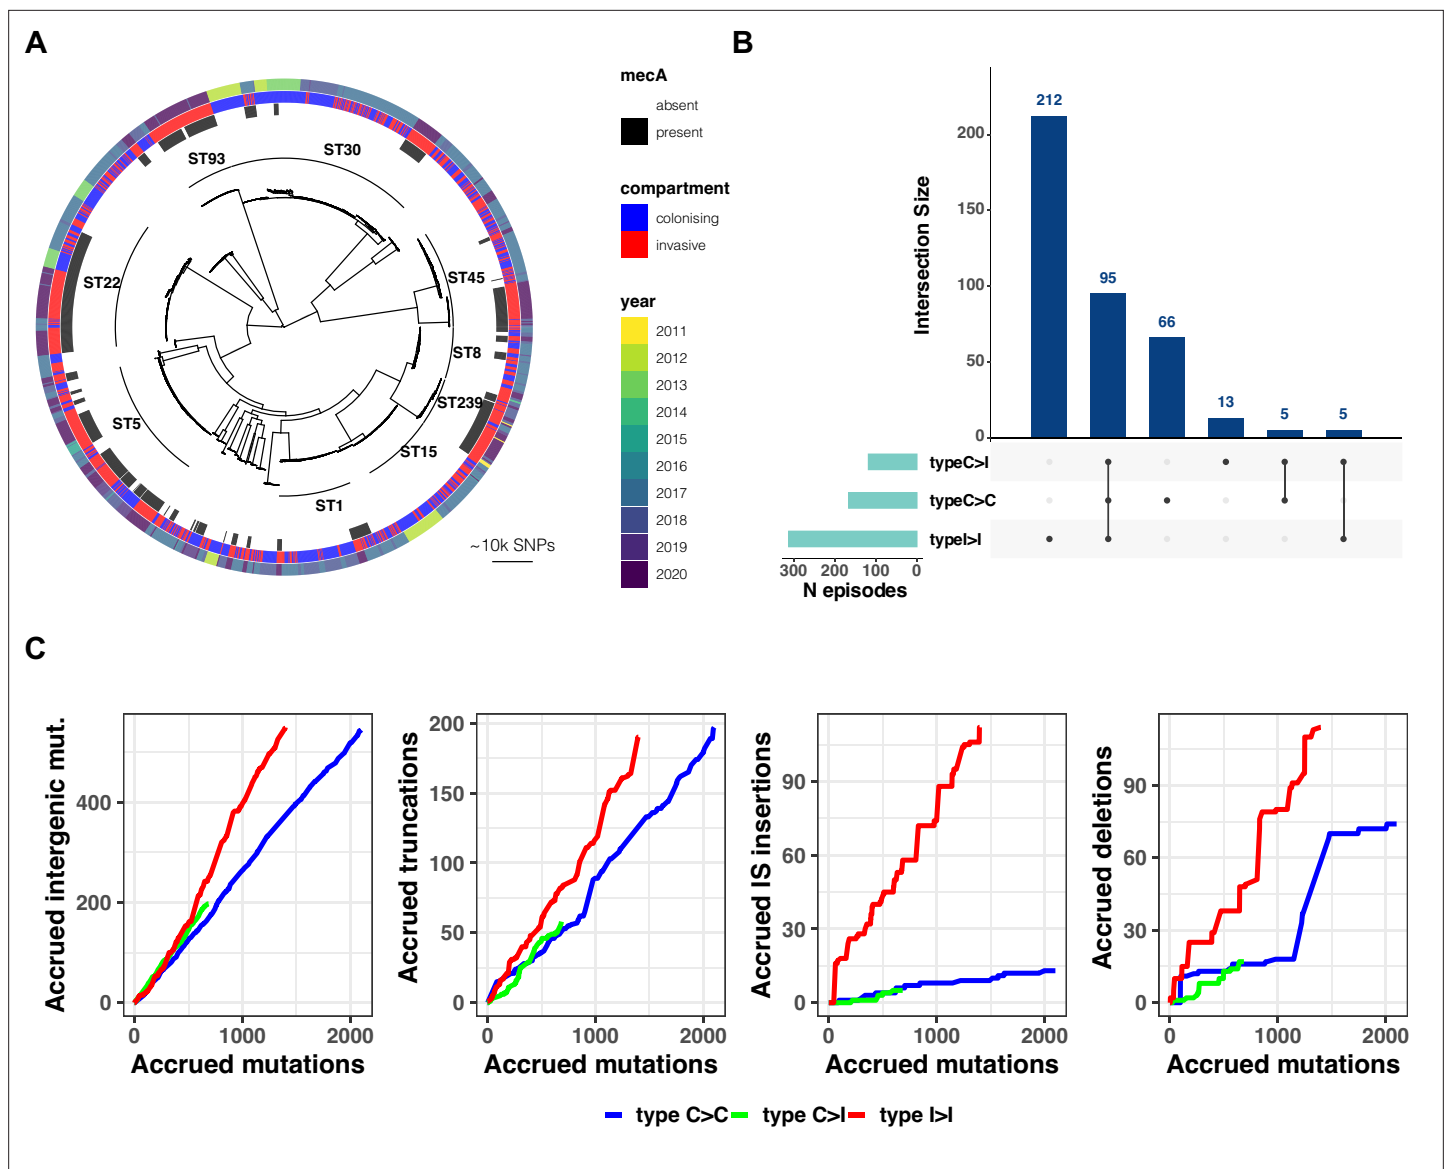 A
B
mecA
absent
present
compartment
colonising
invasive
year
2011
2012
2013
2014
2015
2016
2017
2018
2019
2020
ST93
ST30
ST22
ST45
ST8
ST5
ST239
ST15
ST1
~10k SNPs
Intersection Size
200
150
100
50
0
212
95
66
13
5
5
typeC>I
typeC>C
typeI>I
300 200 100 0
N episodes
C
Accrued intergenic mut.
400
200
0
0 1000 2000
Accrued mutations
Accrued truncations
200
150
100
50
0
0 1000 2000
Accrued mutations
Accrued IS insertions
90
60
30
0
0 1000 2000
Accrued mutations
Accrued deletions
90
60
30
0
0 1000 2000
Accrued mutations
type C>C type C>I type I>I